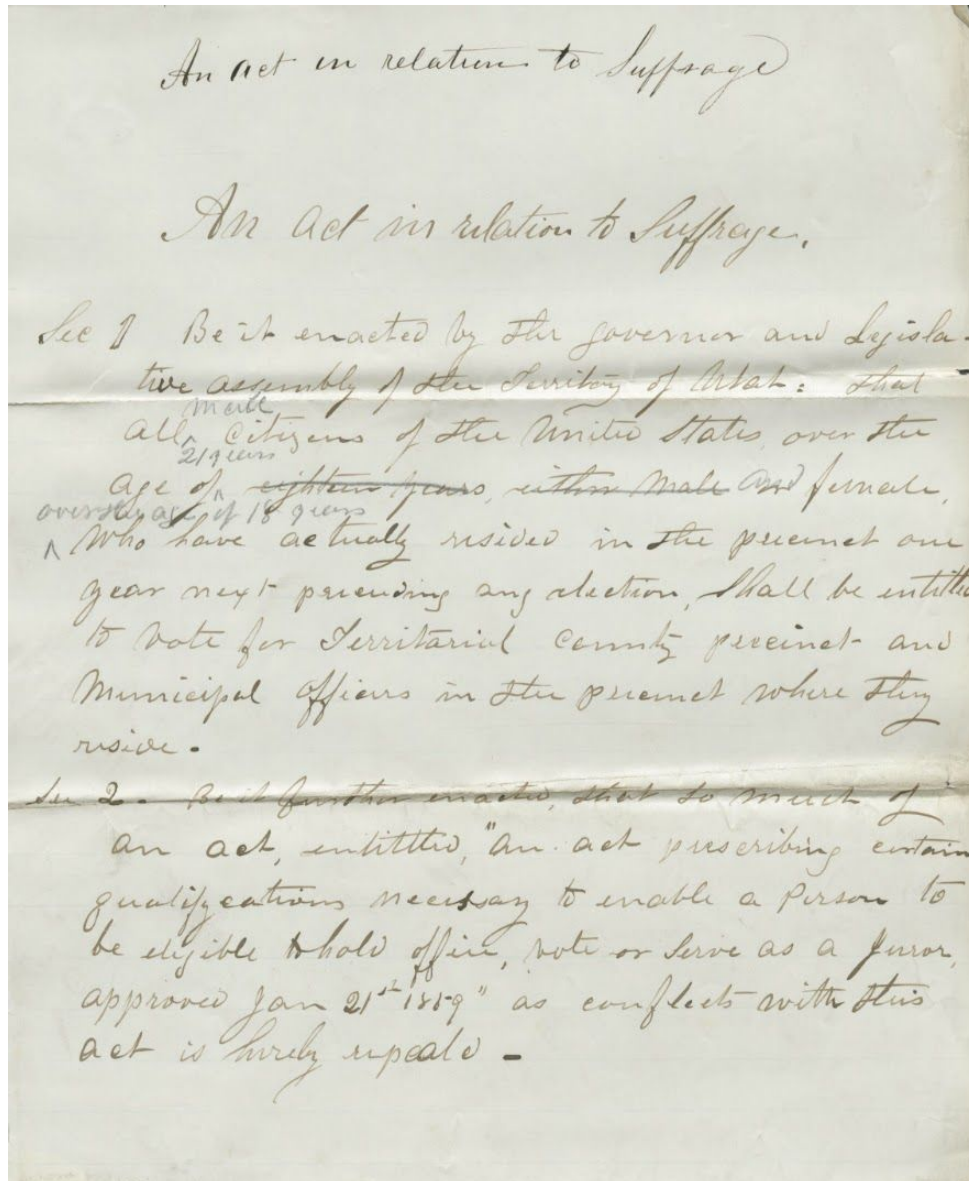 An act in relation to Suffrage
An Act in relation to Suffrage,
Sec 1 Be it enacted by the governor and Legisla-
tive assembly of the Territory of Utah: that
male
all citizens of the United States, over the
21 years
age of eighteen years, either male and female,
over the age of 18 years
who have actually resided in the precinct one
year next preceding any election, Shall be entitled
to vote for Territorial County precinct and
Municipal officers in the precinct where they
reside -
Sec 2 - Be it further enacted, that so much of
an act, entittled, "an act prescribing certain
qualifycations necessay to enable a Person to
be eligible to hold office, vote or Serve as a Juror,
approved Jan 21st 1859" as conflects with this
act is hereby repeald -